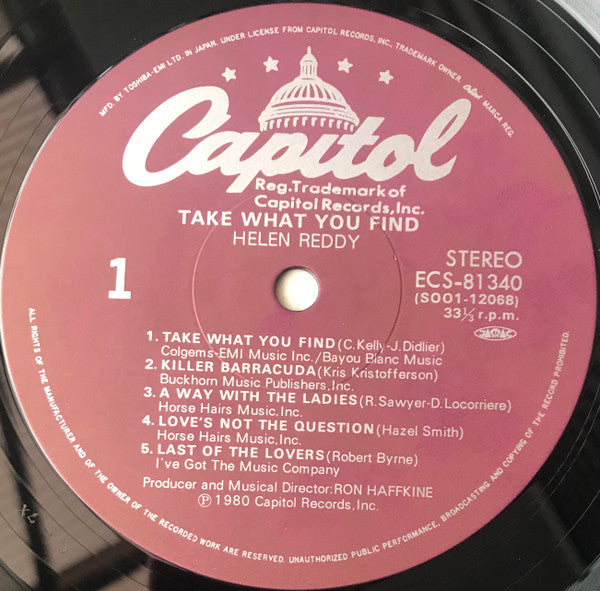 MFD. BY TOSHIBA-EMI LTD. IN JAPAN. UNDER LICENSE FROM CAPITOL RECORDS, INC., TRADEMARK OWNER. Capitol MARCA REG.
Capitol
Reg.Trademark of
Capitol Records,Inc.
TAKE WHAT YOU FIND
HELEN REDDY
1
STEREO
ECS-81340
(SOO1-12068)
33⅓ r.p.m.
JASRAC
1. TAKE WHAT YOU FIND (C.Kelly-J.Didlier)
Colgems-EMI Music Inc./Bayou Bianc Music
2. KILLER BARRACUDA (Kris Kristofferson)
Buckhorn Music Publishers, Inc.
3. A WAY WITH THE LADIES (R.Sawyer-D.Locorriere)
Horse Hairs Music, Inc.
4. LOVE'S NOT THE QUESTION (Hazel Smith)
Horse Hairs Music, Inc.
5. LAST OF THE LOVERS (Robert Byrne)
I've Got The Music Company
Producer and Musical Director: RON HAFFKINE
℗ 1980 Capitol Records, Inc.
ALL RIGHTS OF THE MANUFACTURER AND OF THE OWNER OF THE RECORDED WORK ARE RESERVED. UNAUTHORIZED PUBLIC PERFORMANCE, BROADCASTING AND COPYING OF THE RECORD PROHIBITED.